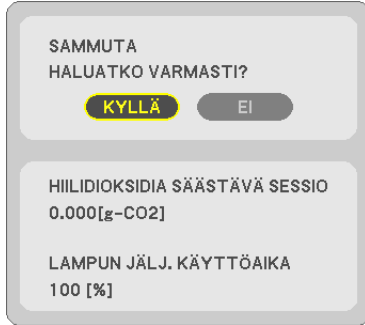 SAMMUTA
HALUATKO VARMASTI?
KYLLÄ EI
HIILIDIOKSIDIA SÄÄSTÄVÄ SESSIO
0.000[g-CO2]
LAMPUN JÄLJ. KÄYTTÖAIKA
100 [%]